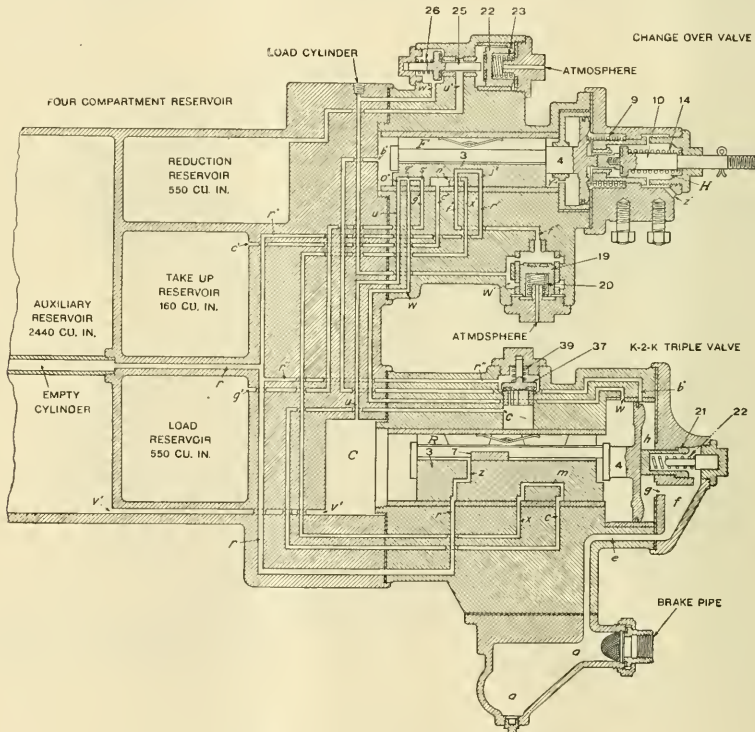 26 25 22 23
CHANGE OVER VALVE
LOAD CYLINDER
ATMOSPHERE
FOUR COMPARTMENT RESERVOIR
9 10 14
REDUCTION
RESERVOIR
550 CU. IN.
3
4
H
TAKE UP
RESERVOIR
160 CU. IN.
AUXILIARY
RESERVOIR
2440 CU. IN.
19
20
W
w
ATMOSPHERE
K-2-K TRIPLE VALVE
39 37
EMPTY
CYLINDER
r
LOAD
RESERVOIR
550 CU. IN.
C
c
b
W
21 22
R
3
7
z
4
h
g
f
m
x
c
r
e
BRAKE PIPE
a
a